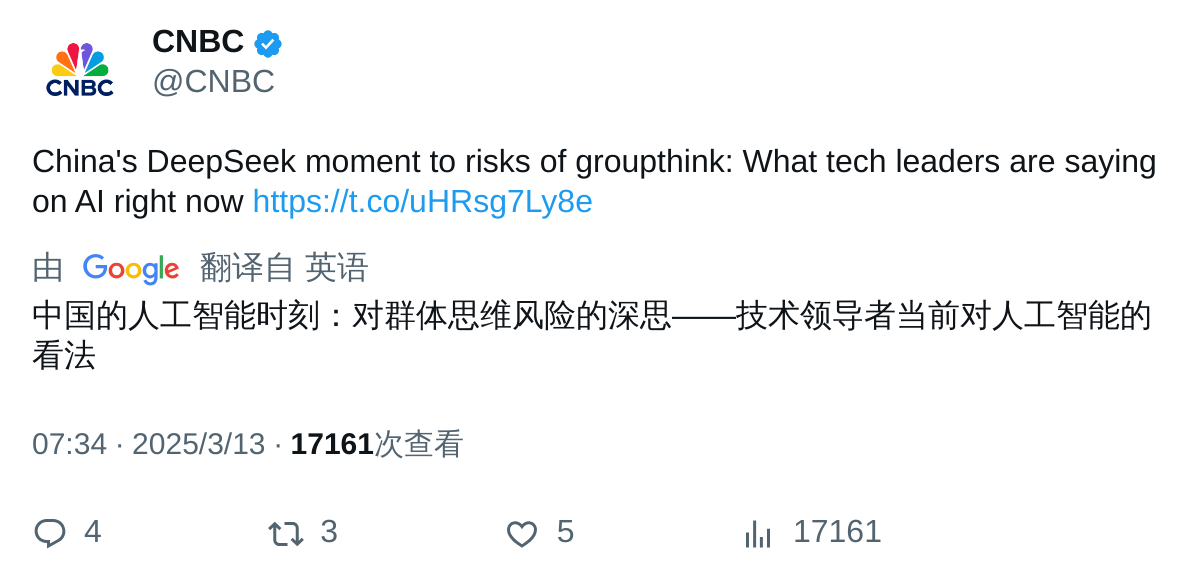 CNBC
CNBC
@CNBC
China's DeepSeek moment to risks of groupthink: What tech leaders are saying
on AI right now https://t.co/uHRsg7Ly8e
由 Google 翻译自 英语
中国的人工智能时刻：对群体思维风险的深思——技术领导者当前对人工智能的
看法
07:34 · 2025/3/13 · 17161次查看
4 3 5 17161